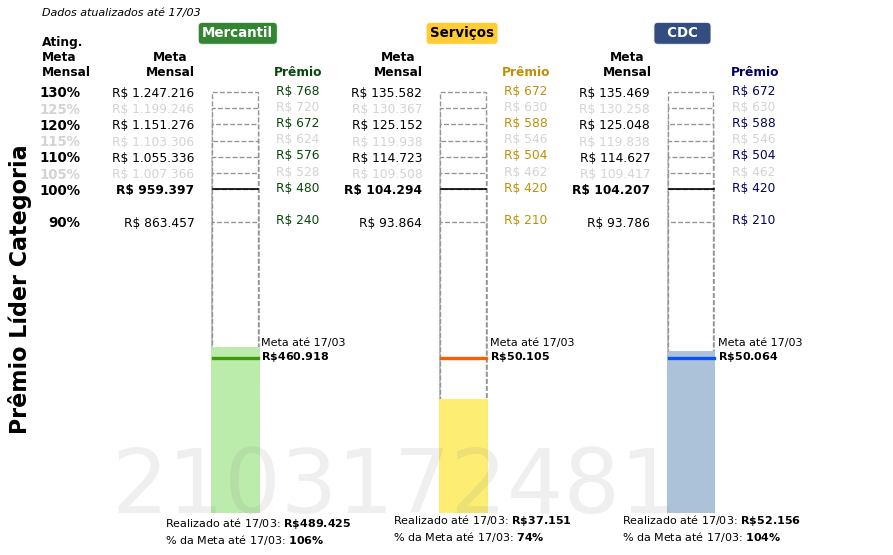 Dados atualizados até 17/03
Mercantil Serviços CDC
Ating. Meta Mensal
Meta Mensal Prêmio Meta Mensal Prêmio Meta Mensal Prêmio
130% R$ 1.247.216 R$ 768 R$ 135.582 R$ 672 R$ 135.469 R$ 672
125% R$ 1.199.246 R$ 720 R$ 130.367 R$ 630 R$ 130.258 R$ 630
120% R$ 1.151.276 R$ 672 R$ 125.152 R$ 588 R$ 125.048 R$ 588
115% R$ 1.103.306 R$ 624 R$ 119.938 R$ 546 R$ 119.838 R$ 546
110% R$ 1.055.336 R$ 576 R$ 114.723 R$ 504 R$ 114.627 R$ 504
105% R$ 1.007.366 R$ 528 R$ 109.508 R$ 462 R$ 109.417 R$ 462
100% R$ 959.397 R$ 480 R$ 104.294 R$ 420 R$ 104.207 R$ 420
90% R$ 863.457 R$ 240 R$ 93.864 R$ 210 R$ 93.786 R$ 210
Prêmio Líder Categoria
Meta até 17/03 Meta até 17/03 Meta até 17/03
R$460.918 R$50.105 R$50.064
2103172481
Realizado até 17/03: R$489.425 Realizado até 17/03: R$37.151 Realizado até 17/03: R$52.156
% da Meta até 17/03: 106% % da Meta até 17/03: 74% % da Meta até 17/03: 104%